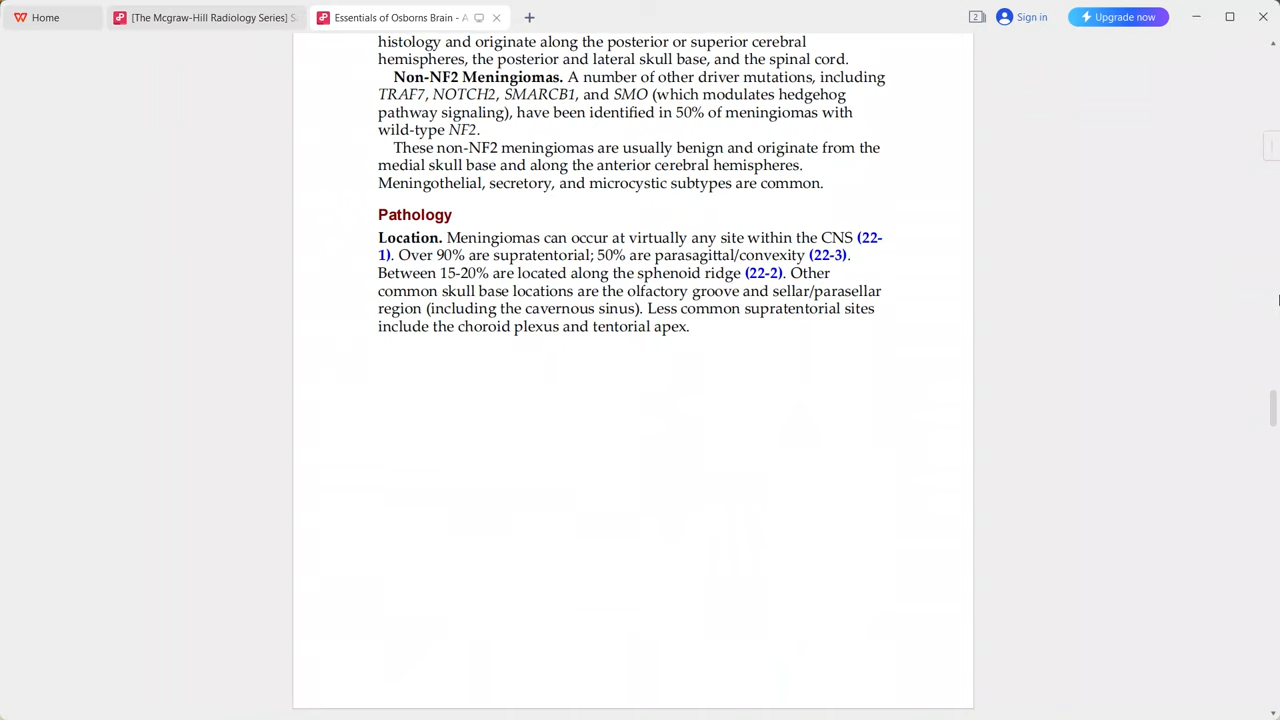 Home
[The Mcgraw-Hill Radiology Series] S
Essentials of Osborns Brain - A
2
Sign in
Upgrade now
histology and originate along the posterior or superior cerebral
hemispheres, the posterior and lateral skull base, and the spinal cord.
Non-NF2 Meningiomas. A number of other driver mutations, including
TRAF7, NOTCH2, SMARCB1, and SMO (which modulates hedgehog
pathway signaling), have been identified in 50% of meningiomas with
wild-type NF2.
These non-NF2 meningiomas are usually benign and originate from the
medial skull base and along the anterior cerebral hemispheres.
Meningothelial, secretory, and microcystic subtypes are common.
Pathology
Location. Meningiomas can occur at virtually any site within the CNS (22-
1). Over 90% are supratentorial; 50% are parasagittal/convexity (22-3).
Between 15-20% are located along the sphenoid ridge (22-2). Other
common skull base locations are the olfactory groove and sellar/parasellar
region (including the cavernous sinus). Less common supratentorial sites
include the choroid plexus and tentorial apex.